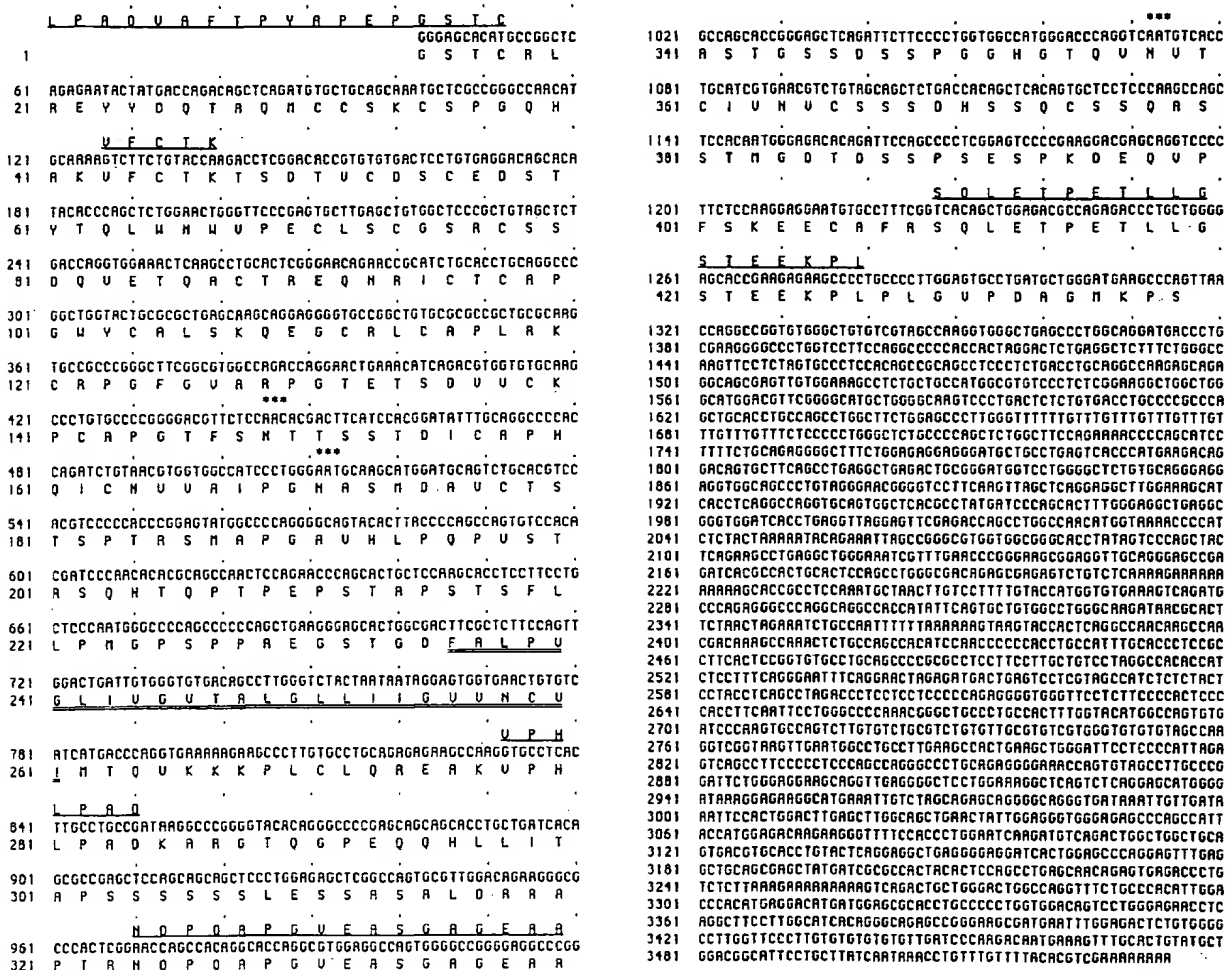 L P A Q V A F T P Y A P E P G S T C
GGGAGCACATGCCGGCTC
1 G S T C R L
61 AGAGAATACTATGACCAGACAGCTCAGATGTGCTGCAGCAAATGCTCGCCGGGCCAACAT
21 R E Y Y D Q T A Q M C C S K C S P G Q H
V F C T K
121 GCAAAAGTCTTCTGTACCAAGACCTCGGACACCGTGTGTGACTCCTGTGAGGACAGCACA
41 A K V F C T K T S D T V C D S C E D S T
181 TACACCCAGCTCTGGAACTGGGTTCCCGAGTGCTTGAGCTGTGGCTCCCGCTGTAGCTCT
61 Y T Q L W N W V P E C L S C G S R C S S
241 GACCAGGTGGAAACTCAAGCCTGCACTCGGGAACAGAACCGCATCTGCACCTGCAGGCCC
81 D Q V E T Q A C T R E Q N R I C T C R P
301 GGCTGGTACTGCGCGCTGAGCAAGCAGGAGGGGTGCCGGCTGTGCGCGCCGCTGCGCAAG
101 G W Y C A L S K Q E G C R L C A P L R K
361 TGCCGCCCGGGCTTCGGCGTGGCCAGACCAGGAACTGAAACATCAGACGTGGTGTGCAAG
121 C R P G F G V A R P G T E T S D V V C K
***
421 CCCTGTGCCCCGGGGACGTTCTCCAACACGACTTCATCCACGGATATTTGCAGGCCCCAC
141 P C A P G T F S N T T S S T D I C R P H
***
481 CAGATCTGTAACGTGGTGGCCATCCCTGGGAATGCAAGCATGGATGCAGTCTGCACGTCC
161 Q I C N V V A I P G N A S M D A V C T S
541 ACGTCCCCCACCCGGAGTATGGCCCCAGGGGCAGTACACTTACCCCAGCCAGTGTCCACA
181 T S P T R S M A P G A V H L P Q P V S T
601 CGATCCCAACACACGCAGCCAACTCCAGAACCCAGCACTGCTCCAAGCACCTCCTTCCTG
201 R S Q H T Q P T P E P S T A P S T S F L
661 CTCCCAATGGGCCCCAGCCCCCCAGCTGAAGGGAGCACTGGCGACTTCGCTCTTCCAGTT
221 L P M G P S P P A E G S T G D F A L P V
721 GGACTGATTGTGGGTGTGACAGCCTTGGGTCTACTAATAATAGGAGTGGTGAACTGTGTC
241 G L I V G V T A L G L L I I G V V N C V
V P H
781 ATCATGACCCAGGTGAAAAAGAAGCCCTTGTGCCTGCAGAGAGAAGCCAAGGTGCCTCAC
261 I M T Q V K K K P L C L Q R E A K V P H
L P A D
841 TTGCCTGCCGATAAGGCCCGGGGTACACAGGGCCCCGAGCAGCAGCACCTGCTGATCACA
281 L P A D K A R G T Q G P E Q Q H L L I T
901 GCGCCGAGCTCCAGCAGCAGCTCCCTGGAGAGCTCGGCCAGTGCGTTGGACAGAAGGGCG
301 A P S S S S S S L E S S A S A L D R R A
N Q P Q A P G V E A S G A G E A A
961 CCCACTCGGAACCAGCCACAGGCACCAGGCGTGGAGGCCAGTGGGGCCGGGGAGGCCCGG
321 P T R N Q P Q A P G V E A S G A G E A A
***
1021 GCCAGCACCGGGAGCTCAGATTCTTCCCCTGGTGGCCATGGGACCCAGGTCAATGTCACC
341 A S T G S S D S S P G G H G T Q V N V T
1081 TGCATCGTGAACGTCTGTAGCAGCTCTGACCACAGCTCACAGTGCTCCTCCCAAGCCAGC
361 C I V N V C S S S D H S S Q C S S Q A S
1141 TCCACAATGGGAGACACAGATTCCAGCCCCTCGGAGTCCCCGAAGGACGAGCAGGTCCCC
381 S T M G D T D S S P S E S P K D E Q V P
S Q L E T P E T L L G
1201 TTCTCCAAGGAGGAATGTGCCTTTCGGTCACAGCTGGAGACGCCAGAGACCCTGCTGGGG
401 F S K E E C A F R S Q L E T P E T L L G
S T E E K P L
1261 AGCACCGAAGAGAAGCCCCTGCCCCTTGGAGTGCCTGATGCTGGGATGAAGCCCAGTTAA
421 S T E E K P L P L G V P D A G M K P S
1321 CCAGGCCGGTGTGGGCTGTGTCGTAGCCAAGGTGGGCTGAGCCCTGGCAGGATGACCCTG
1381 CGAAGGGGCCCTGGTCCTTCCAGGCCCCCACCACTAGGACTCTGAGGCTCTTTCTGGGCC
1441 AAGTTCCTCTAGTGCCCTCCACAGCCGCAGCCTCCCTCTGACCTGCAGGCCAAGAGCAGA
1501 GGCAGCGAGTTGTGGAAAGCCTCTGCTGCCATGGCGTGTCCCTCTCGGAAGGCTGGCTGG
1561 GCATGGACGTTCGGGGCATGCTGGGGCAAGTCCCTGACTCTCTGTGACCTGCCCCGCCCA
1621 GCTGCACCTGCCAGCCTGGCTTCTGGAGCCCTTGGGTTTTTTGTTTGTTTGTTTGTTTGT
1681 TTGTTTGTTTCTCCCCCTGGGCTCTGCCCCAGCTCTGGCTTCCAGAAAACCCCAGCATCC
1741 TTTTCTGCAGAGGGGCTTTCTGGAGAGGAGGGATGCTGCCTGAGTCACCCATGAAGACAG
1801 GACAGTGCTTCAGCCTGAGGCTGAGACTGCGGGATGGTCCTGGGGCTCTGTGCAGGGAGG
1861 AGGTGGCAGCCCTGTAGGGAACGGGGTCCTTCAAGTTAGCTCAGGAGGCTTGGAAAGCAT
1921 CACCTCAGGCCAGGTGCAGTGGCTCACGCCTATGATCCCAGCACTTTGGGAGGCTGAGGC
1981 GGGTGGATCACCTGAGGTTAGGAGTTCGAGACCAGCCTGGCCAACATGGTAAAACCCCAT
2041 CTCTACTAAAAATACAGAAATTAGCCGGGCGTGGTGGCGGGCACCTATAGTCCCAGCTAC
2101 TCAGAAGCCTGAGGCTGGGAAATCGTTTGAACCCGGGAAGCGGAGGTTGCAGGGAGCCGA
2161 GATCACGCCACTGCACTCCAGCCTGGGCGACAGAGCGAGAGTCTGTCTCAAAAGAAAAAA
2221 AAAAAGCACCGCCTCCAAATGCTAACTTGTCCTTTTGTACCATGGTGTGAAAGTCAGATG
2281 CCCAGAGGGCCCAGGCAGGCCACCATATTCAGTGCTGTGGCCTGGGCAAGATAACGCACT
2341 TCTAACTAGAAATCTGCCAATTTTTTAAAAAAGTAAGTACCACTCAGGCCAACAAGCCAA
2401 CGACAAAGCCAAACTCTGCCAGCCACATCCAACCCCCCACCTGCCATTTGCACCCTCCGC
2461 CTTCACTCCGGTGTGCCTGCAGCCCCGCGCCTCCTTCCTTGCTGTCCTAGGCCACACCAT
2521 CTCCTTTCAGGGAATTTCAGGAACTAGAGATGACTGAGTCCTCGTAGCCATCTCTCTACT
2581 CCTACCTCAGCCTAGACCCTCCTCCTCCCCCAGAGGGGTGGGTTCCTCTTCCCCACTCCC
2641 CACCTTCAATTCCTGGGCCCCAAACGGGCTGCCCTGCCACTTTGGTACATGGCCAGTGTG
2701 ATCCCAAGTGCCAGTCTTGTGTCTGCGTCTGTGTTGCGTGTCGTGGGTGTGTGTAGCCAA
2761 GGTCGGTAAGTTGAATGGCCTGCCTTGAAGCCACTGAAGCTGGGATTCCTCCCCATTAGA
2821 GTCAGCCTTCCCCCTCCCAGCCAGGGCCCTGCAGAGGGGAAACCAGTGTAGCCTTGCCCG
2881 GATTCTGGGAGGAAGCAGGTTGAGGGGCTCCTGGAAAGGCTCAGTCTCAGGAGCATGGGG
2941 ATAAAGGAGAAGGCATGAAATTGTCTAGCAGAGCAGGGGCAGGGTGATAAATTGTTGATA
3001 AATTCCACTGGACTTGAGCTTGGCAGCTGAACTATTGGAGGGTGGGAGAGCCCAGCCATT
3061 ACCATGGAGACAAGAAGGGTTTTCCACCCTGGAATCAAGATGTCAGACTGGCTGGCTGCA
3121 GTGACGTGCACCTGTACTCAGGAGGCTGAGGGGAGGATCACTGGAGCCCAGGAGTTTGAG
3181 GCTGCAGCGAGCTATGATCGCGCCACTACACTCCAGCCTGAGCAACAGAGTGAGACCCTG
3241 TCTCTTAAAGAAAAAAAAAGTCAGACTGCTGGGACTGGCCAGGTTTCTGCCCACATTGGA
3301 CCCACATGAGGACATGATGGAGCGCACCTGCCCCCTGGTGGACAGTCCTGGGAGAACCTC
3361 AGGCTTCCTTGGCATCACAGGGCAGAGCCGGGAAGCGATGAATTTGGAGACTCTGTGGGG
3421 CCTTGGTTCCCTTGTGTGTGTGTGTTGATCCCAAGACAATGAAAGTTTGCACTGTATGCT
3481 GGACGGCATTCCTGCTTATCAATAAACCTGTTTGTTTTACACGTCGAAAAAAAAA